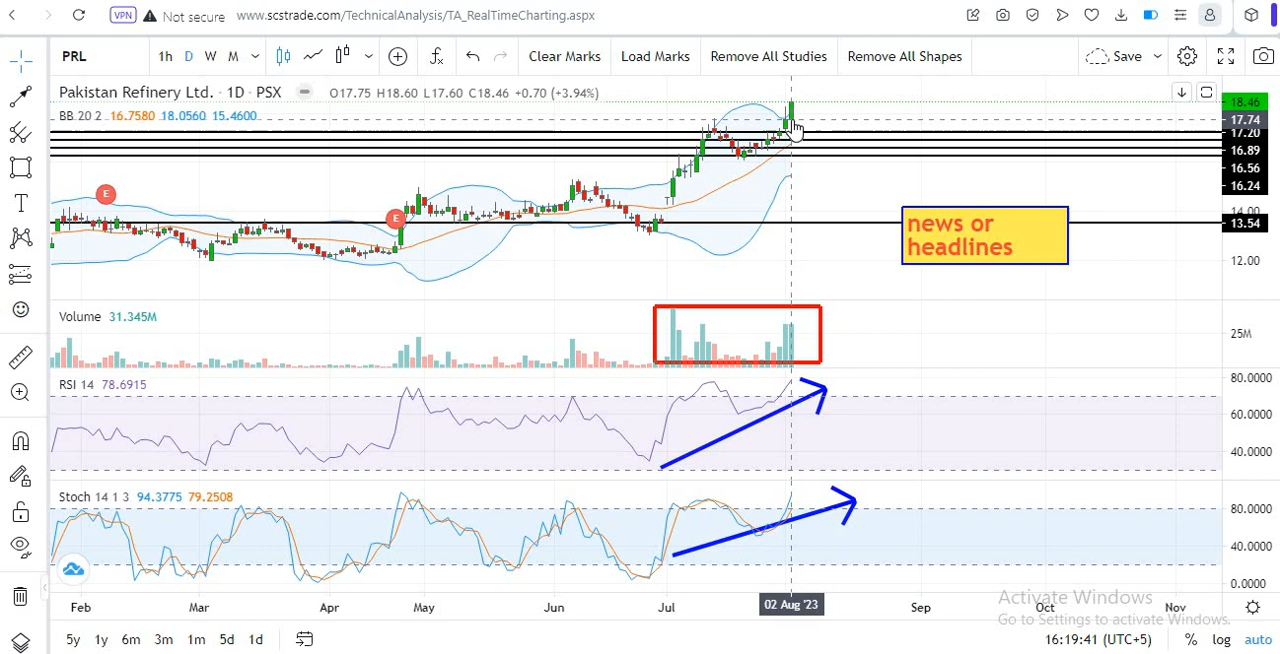 VPN Not secure www.scstrade.com/TechnicalAnalysis/TA_RealTimeCharting.aspx
PRL 1h D W M Clear Marks Load Marks Remove All Studies Remove All Shapes Save
Pakistan Refinery Ltd. · 1D · PSX O17.75 H18.60 L17.60 C18.46 +0.70 (+3.94%)
BB 20 2 16.7580 18.0560 15.4600
18.46
17.74
17.20
16.89
16.56
16.24
14.00
13.54
12.00
E
E
news or
headlines
Volume 31.345M
25M
RSI 14 78.6915
80.0000
60.0000
40.0000
Stoch 14 1 3 94.3775 79.2508
80.0000
40.0000
0.0000
Feb Mar Apr May Jun Jul 02 Aug '23 Sep Oct Nov
Activate Windows
Go to Settings to activate Windows.
5y 1y 6m 3m 1m 5d 1d 16:19:41 (UTC+5) % log auto